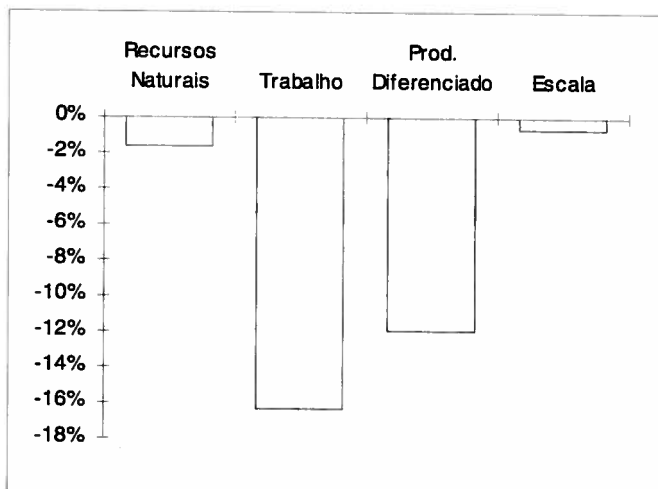 Recursos
Naturais
Trabalho
Prod.
Diferenciado
Escala
0%
-2%
-4%
-6%
-8%
-10%
-12%
-14%
-16%
-18%